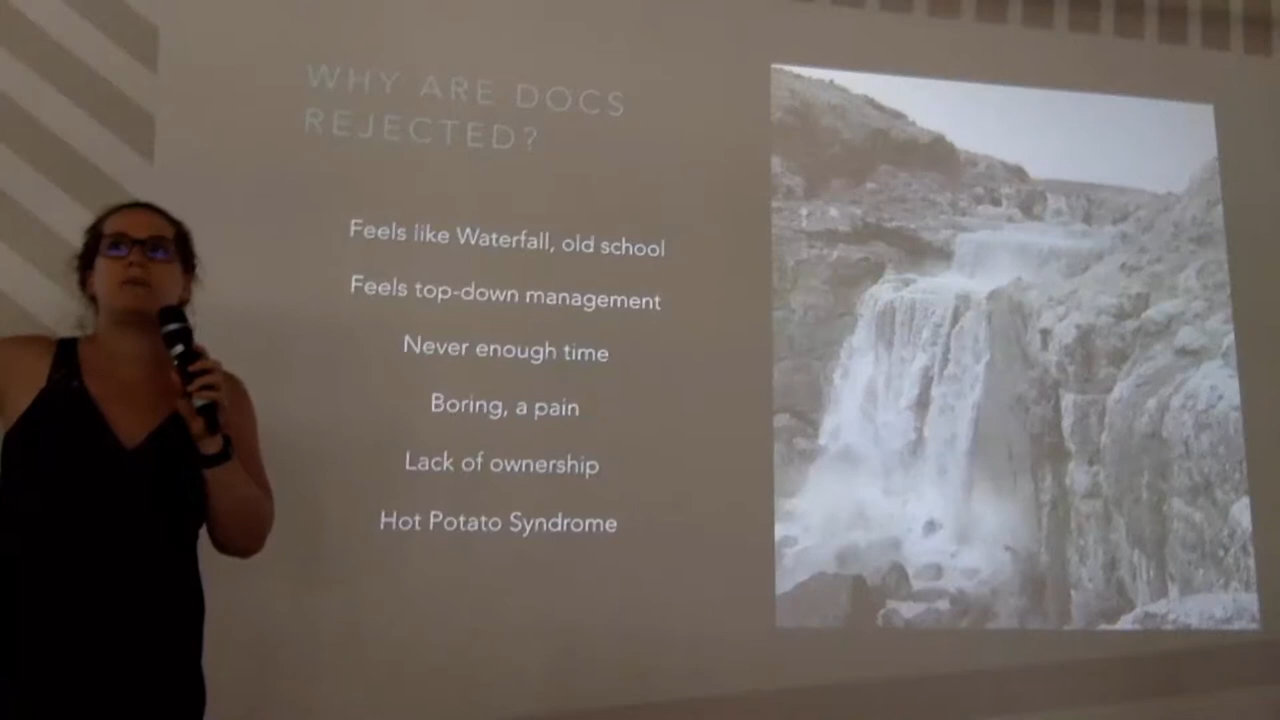 WHY ARE DOCS
REJECTED?
Feels like Waterfall, old school
Feels top-down management
Never enough time
Boring, a pain
Lack of ownership
Hot Potato Syndrome